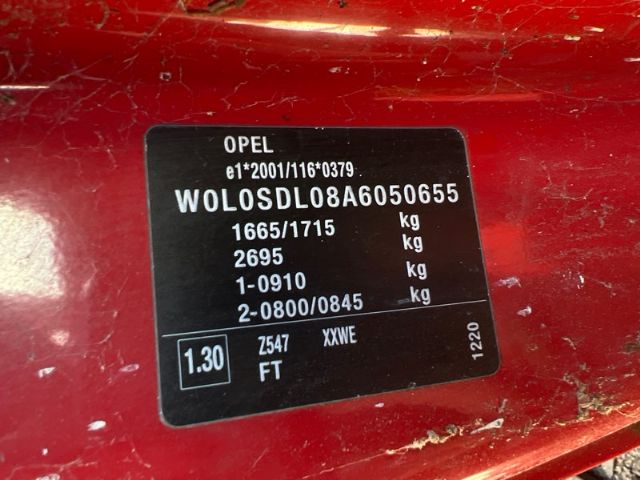 OPEL
e1*2001/116*0379
W0L0SDL08A6050655
1665/1715 kg
2695 kg
1-0910 kg
2-0800/0845 kg
1.30 Z547 XXWE
FT
1220